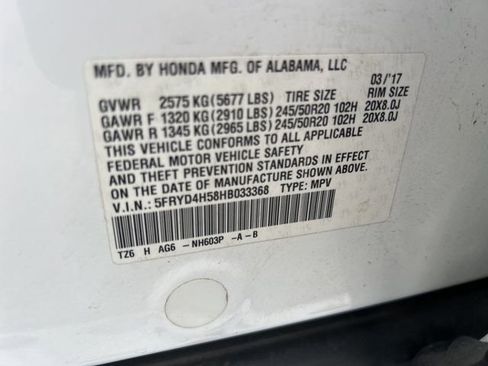 MFD. BY HONDA MFG. OF ALABAMA, LLC 03/'17
GVWR 2575 KG(5677 LBS) TIRE SIZE RIM SIZE
GAWR F 1320 KG(2910 LBS)245/50R20 102H 20X8.0J
GAWR R 1345 KG(2965 LBS)245/50R20 102H 20X8.0J
THIS VEHICLE CONFORMS TO ALL APPLICABLE
FEDERAL MOTOR VEHICLE SAFETY
AND THEFT PREVENTION STANDARDS IN EFFECT
ON THE DATE OF MANUFACTURE SHOWN ABOVE.
V.I.N.: 5FRYD4H58HB033368 TYPE: MPV
TZ6 H AG6 -NH603P -A-B